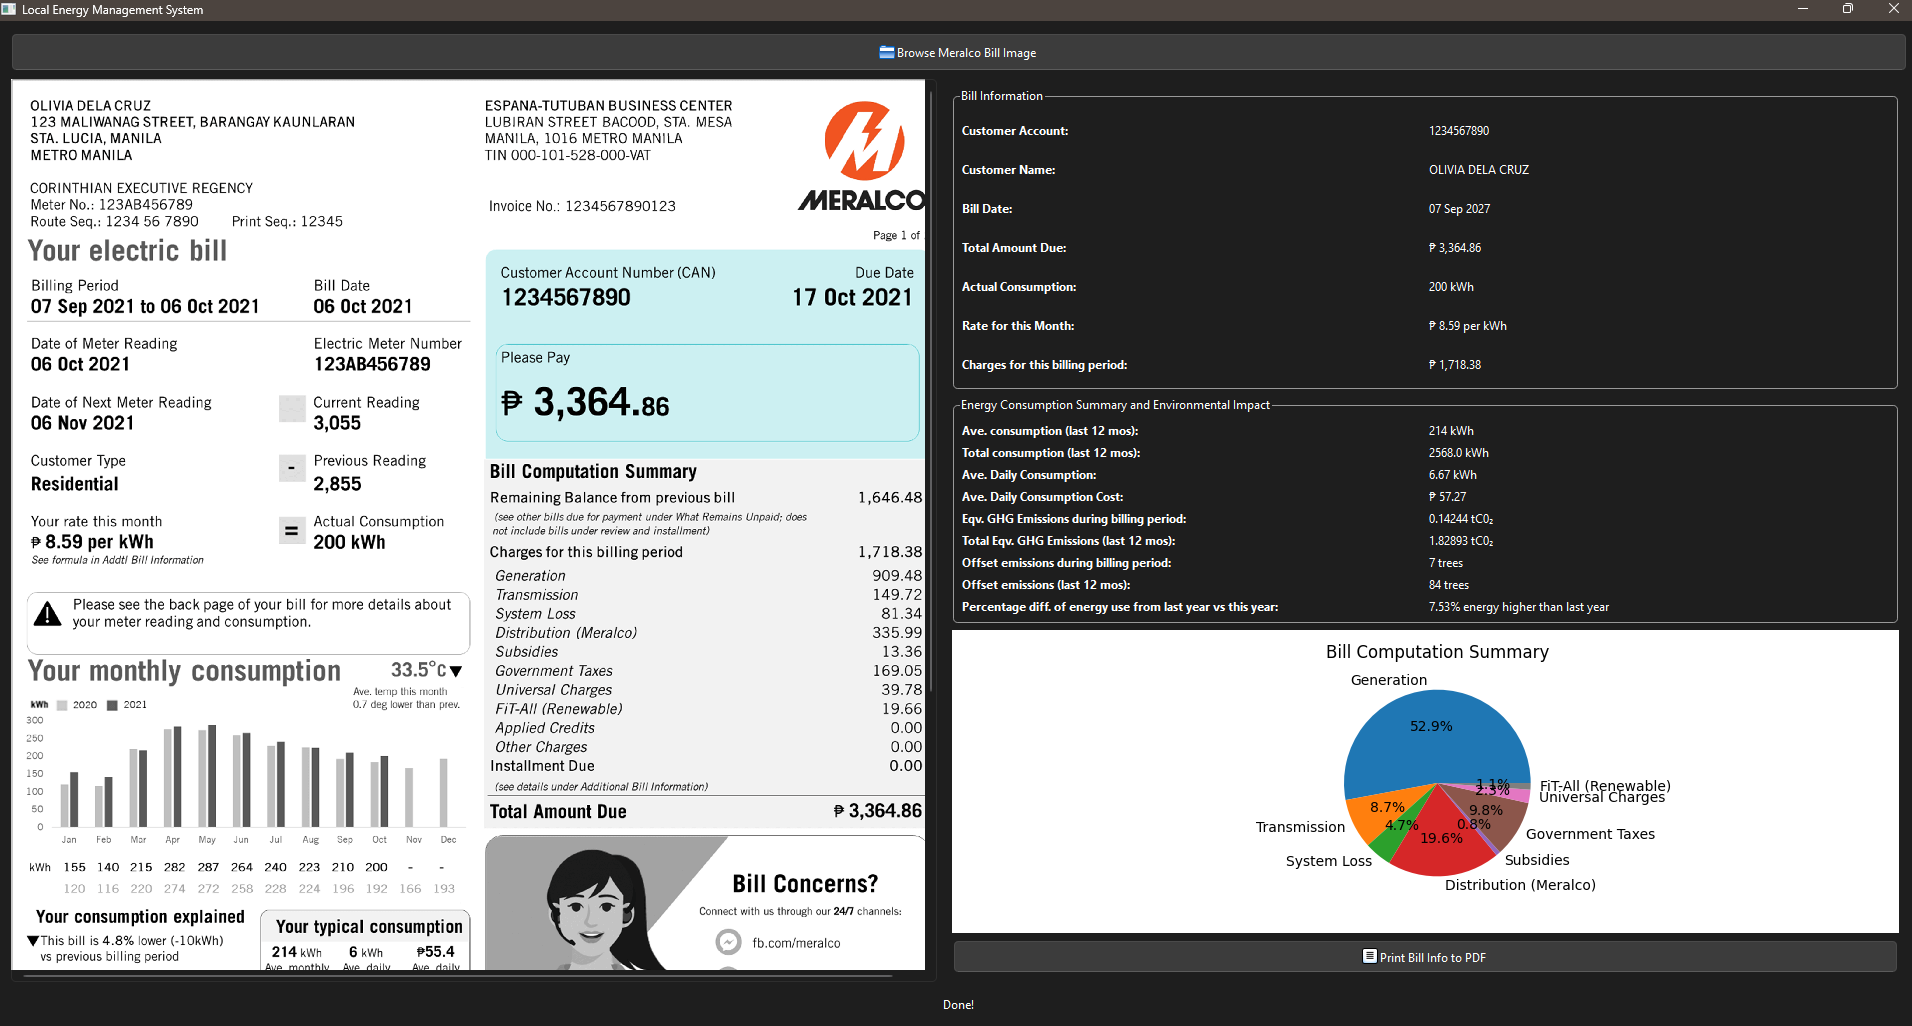 Local Energy Management System
Browse Meralco Bill Image
OLIVIA DELA CRUZ
123 MALIWANAG STREET, BARANGAY KAUNLARAN
STA. LUCIA, MANILA
METRO MANILA
CORINTHIAN EXECUTIVE REGENCY
Meter No.: 123AB456789
Route Seq.: 1234 56 7890 Print Seq.: 12345
ESPANA-TUTUBAN BUSINESS CENTER
LUBIRAN STREET BACOOD, STA. MESA
MANILA, 1016 METRO MANILA
TIN 000-101-528-000-VAT
Invoice No.: 1234567890123
MERALCO
Page 1 of
Your electric bill
Billing Period Bill Date
07 Sep 2021 to 06 Oct 2021 06 Oct 2021
Date of Meter Reading Electric Meter Number
06 Oct 2021 123AB456789
Date of Next Meter Reading Current Reading
06 Nov 2021 3,055
Customer Type - Previous Reading
Residential 2,855
Your rate this month = Actual Consumption
₱ 8.59 per kWh 200 kWh
See formula in Addtl Bill Information
Please see the back page of your bill for more details about
your meter reading and consumption.
Your monthly consumption 33.5°C▼
Ave. temp this month
0.7 deg lower than prev.
kWh 2020 2021
300
250
200
150
100
50
0
Jan Feb Mar Apr May Jun Jul Aug Sep Oct Nov Dec
kWh 155 140 215 282 287 264 240 223 210 200 - -
120 116 220 274 272 258 228 224 196 192 166 193
Your consumption explained
▼This bill is 4.8% lower (-10kWh)
vs previous billing period
Your typical consumption
214 kWh 6 kWh ₱55.4
Ave. monthly Ave. daily Ave. daily
Customer Account Number (CAN) Due Date
1234567890 17 Oct 2021
Please Pay
₱ 3,364.86
Bill Computation Summary
Remaining Balance from previous bill 1,646.48
(see other bills due for payment under What Remains Unpaid; does
not include bills under review and installment)
Charges for this billing period 1,718.38
Generation 909.48
Transmission 149.72
System Loss 81.34
Distribution (Meralco) 335.99
Subsidies 13.36
Government Taxes 169.05
Universal Charges 39.78
FiT-All (Renewable) 19.66
Applied Credits 0.00
Other Charges 0.00
Installment Due 0.00
(see details under Additional Bill Information)
Total Amount Due ₱ 3,364.86
Bill Concerns?
Connect with us through our 24/7 channels:
fb.com/meralco
Bill Information
Customer Account: 1234567890
Customer Name: OLIVIA DELA CRUZ
Bill Date: 07 Sep 2027
Total Amount Due: ₱ 3,364.86
Actual Consumption: 200 kWh
Rate for this Month: ₱ 8.59 per kWh
Charges for this billing period: ₱ 1,718.38
Energy Consumption Summary and Environmental Impact
Ave. consumption (last 12 mos): 214 kWh
Total consumption (last 12 mos): 2568.0 kWh
Ave. Daily Consumption: 6.67 kWh
Ave. Daily Consumption Cost: ₱ 57.27
Eqv. GHG Emissions during billing period: 0.14244 tC0₂
Total Eqv. GHG Emissions (last 12 mos): 1.82893 tC0₂
Offset emissions during billing period: 7 trees
Offset emissions (last 12 mos): 84 trees
Percentage diff. of energy use from last year vs this year: 7.53% energy higher than last year
Bill Computation Summary
Generation
52.9%
1.1% FiT-All (Renewable)
2.3% Universal Charges
8.7% 9.8%
Transmission 4.7% 0.8% Government Taxes
19.6%
System Loss Subsidies
Distribution (Meralco)
Print Bill Info to PDF
Done!